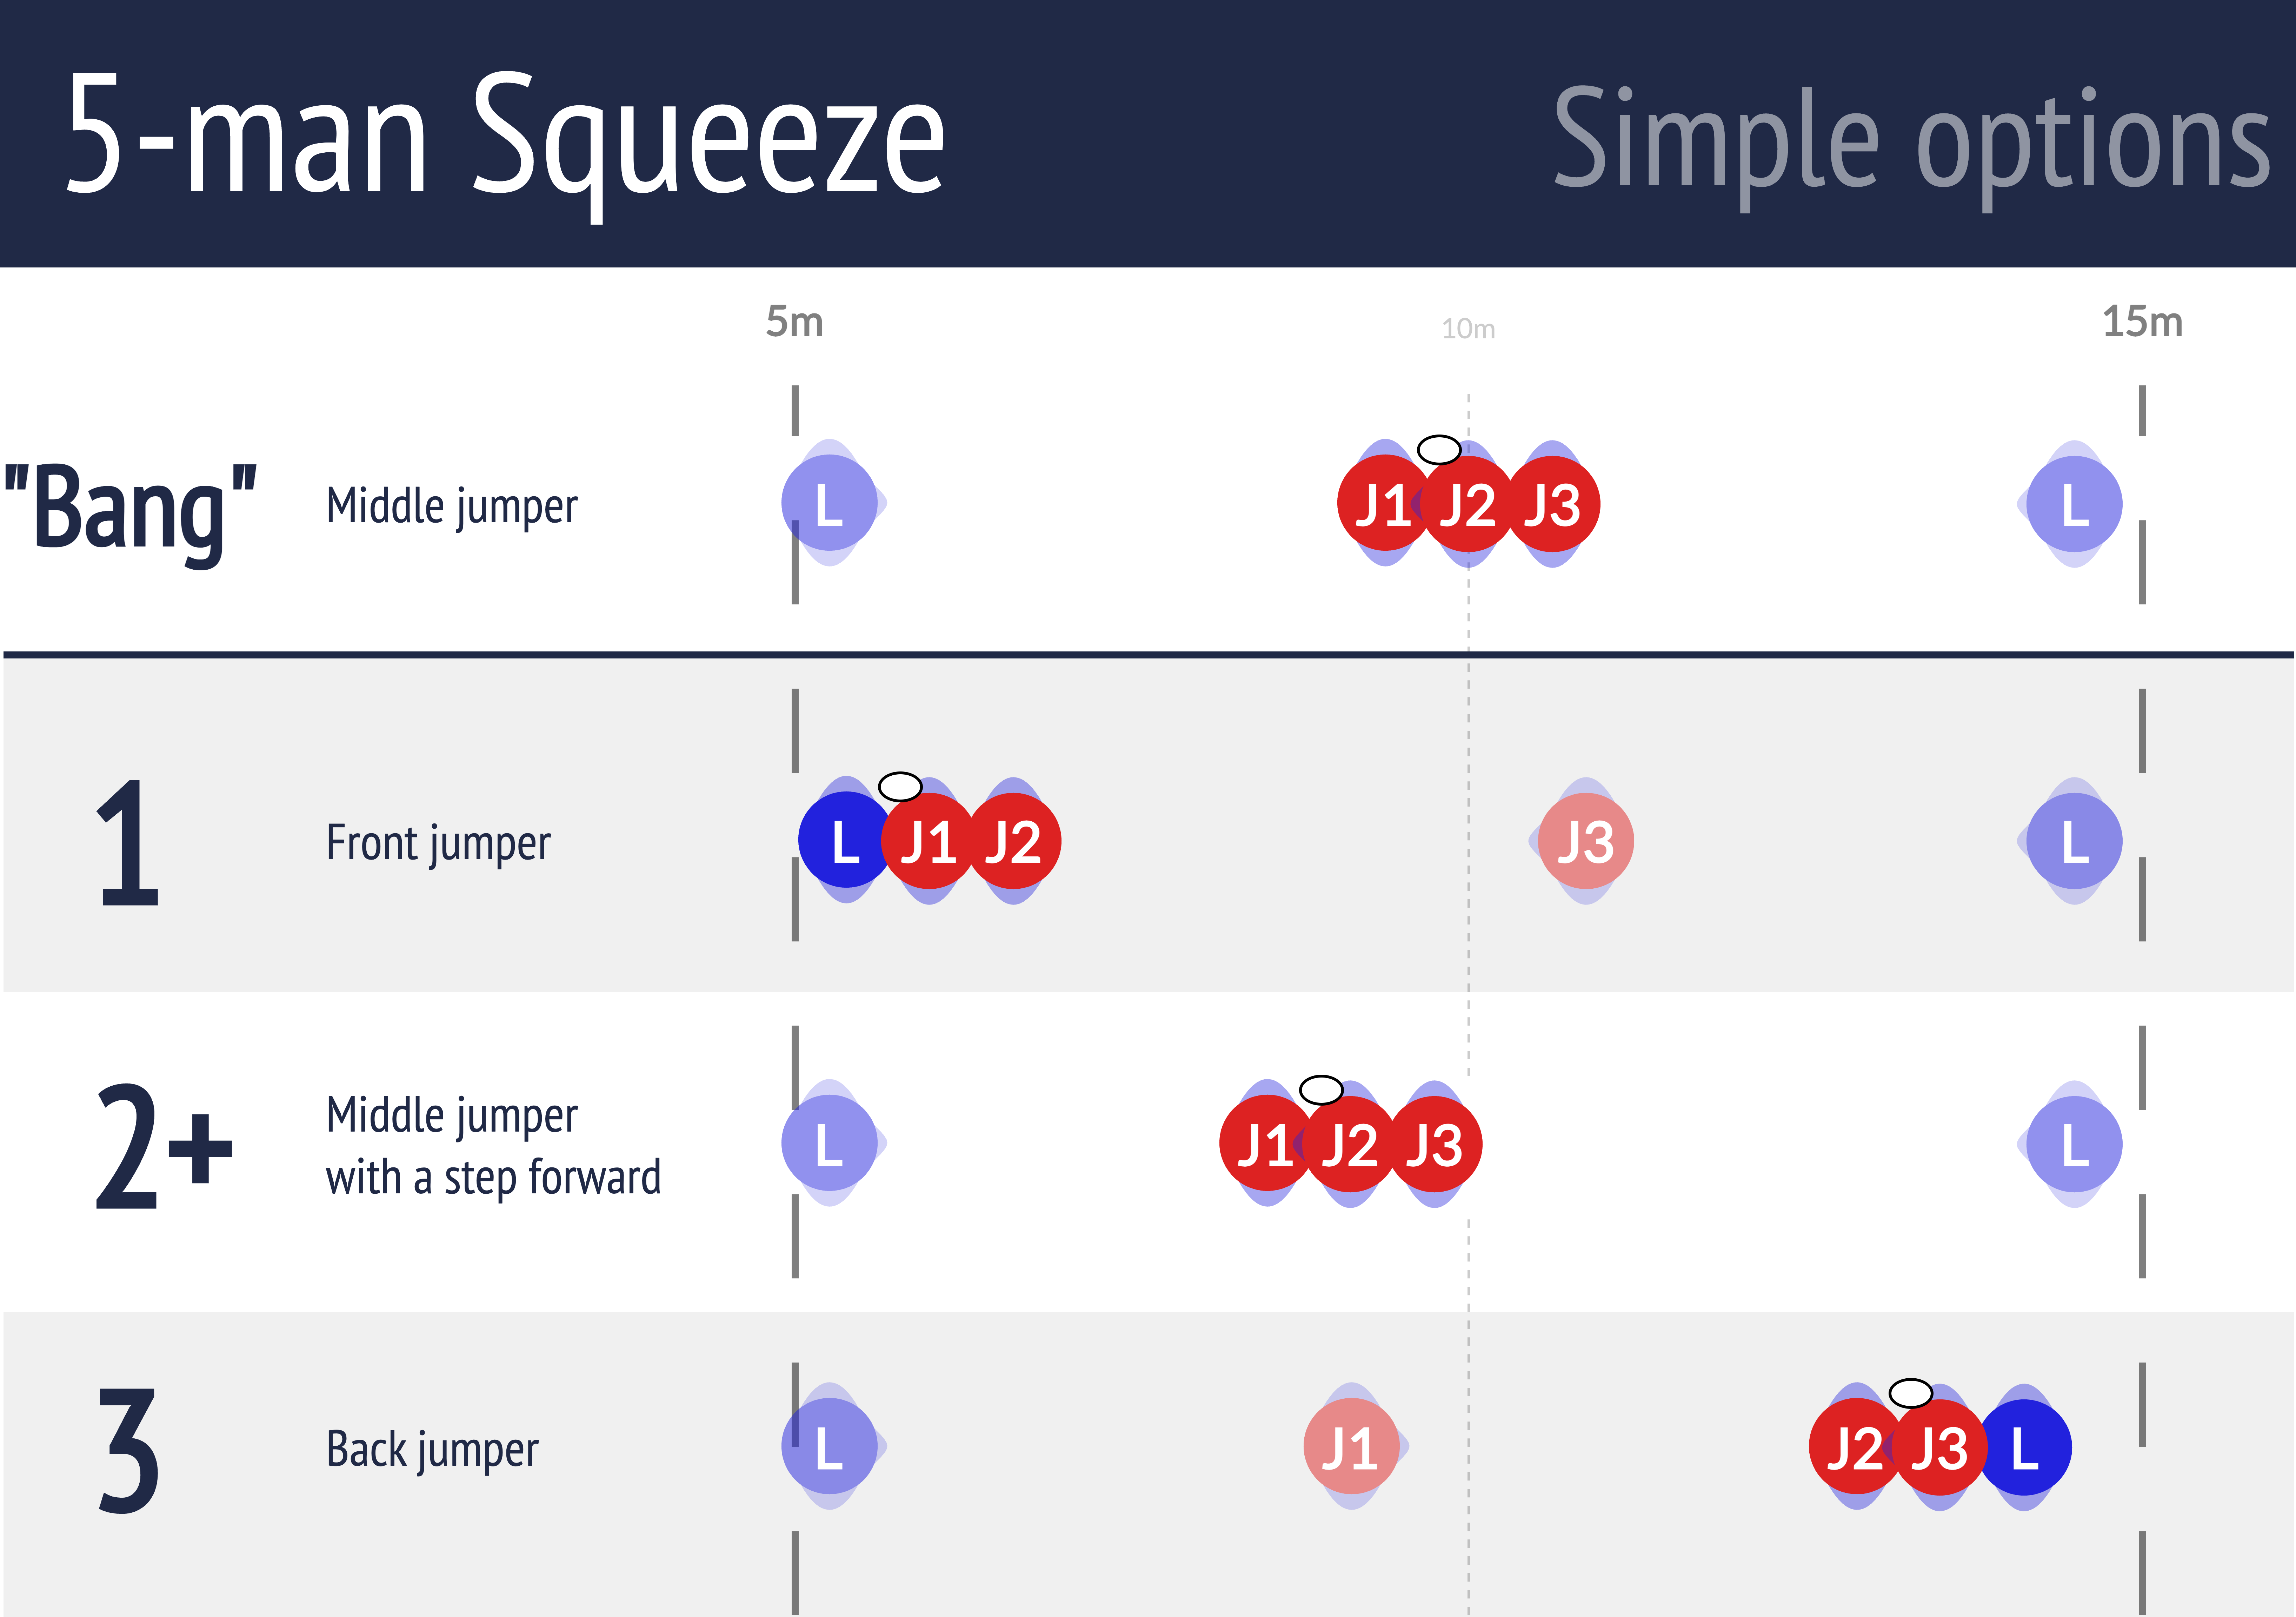 5-man Squeeze
Simple options
5m
10m
15m
"Bang"
Middle jumper
L
J1
J2
J3
L
1
Front jumper
L
J1
J2
J3
L
2+
Middle jumper
with a step forward
L
J1
J2
J3
L
3
Back jumper
L
J1
J2
J3
L